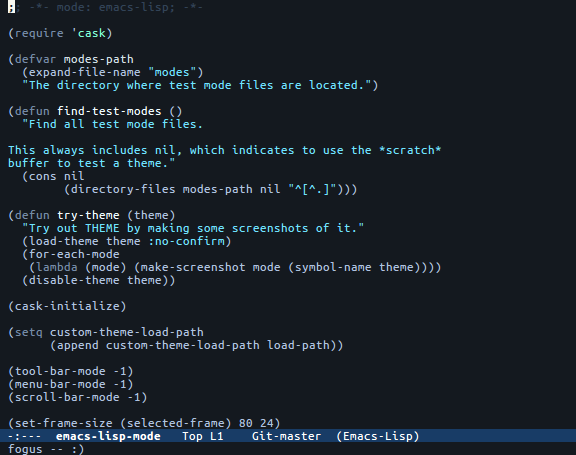 ;; -*- mode: emacs-lisp; -*-

(require 'cask)

(defvar modes-path
  (expand-file-name "modes")
  "The directory where test mode files are located.")

(defun find-test-modes ()
  "Find all test mode files.

This always includes nil, which indicates to use the *scratch*
buffer to test a theme."
  (cons nil
        (directory-files modes-path nil "^[^.]")))

(defun try-theme (theme)
  "Try out THEME by making some screenshots of it."
  (load-theme theme :no-confirm)
  (for-each-mode
   (lambda (mode) (make-screenshot mode (symbol-name theme))))
  (disable-theme theme))

(cask-initialize)

(setq custom-theme-load-path
      (append custom-theme-load-path load-path))

(tool-bar-mode -1)
(menu-bar-mode -1)
(scroll-bar-mode -1)

(set-frame-size (selected-frame) 80 24)
-:---  emacs-lisp-mode   Top L1    Git-master  (Emacs-Lisp)
fogus -- :)